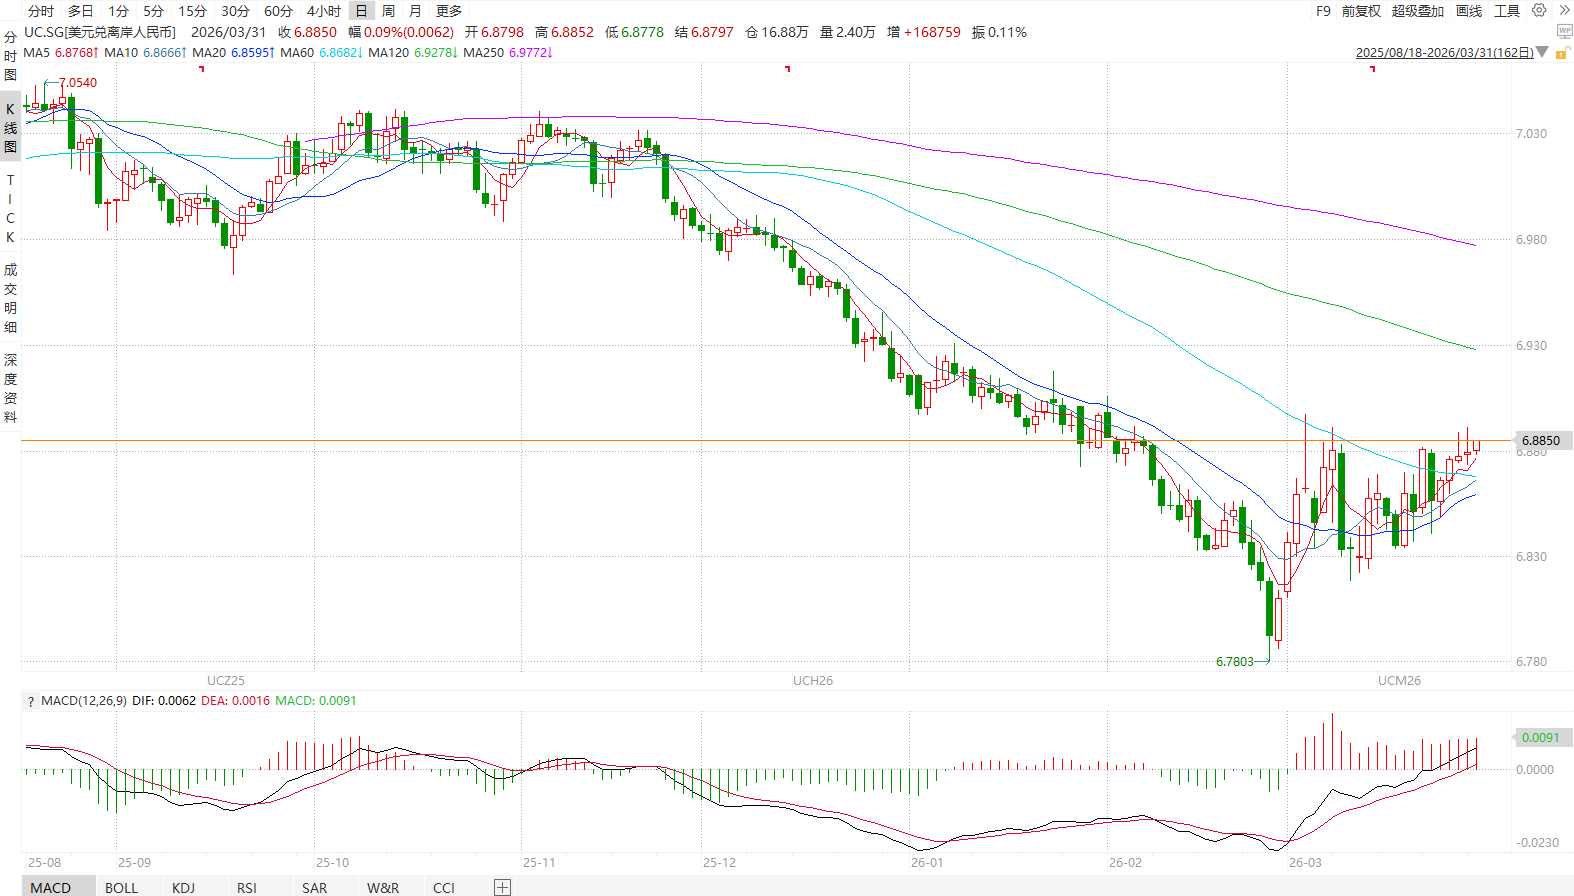 分时 多日 1分 5分 15分 30分 60分 4小时 日 周 月 更多 F9 前复权 超级叠加 画线 工具
UC.SG[美元兑离岸人民币] 2026/03/31 收 6.8850 幅 0.09%(0.0062) 开 6.8798 高 6.8852 低 6.8778 结 6.8797 仓 16.88万 量 2.40万 增 +168759 振 0.11%
WP
MA5 6.8768↑ MA10 6.8666↑ MA20 6.8595↑ MA60 6.8682↓ MA120 6.9278↓ MA250 6.9772↓ 2025/08/18-2026/03/31(162日)
分时图
K线图
TICK
成交明细
深度资料
7.0540
7.030
6.980
6.930
6.8850
6.880
6.830
6.7803
6.780
UCZ25 UCH26 UCM26
? MACD(12,26,9) DIF: 0.0062 DEA: 0.0016 MACD: 0.0091
0.0091
0.0000
-0.0230
25-08 25-09 25-10 25-11 25-12 26-01 26-02 26-03
MACD BOLL KDJ RSI SAR W&R CCI